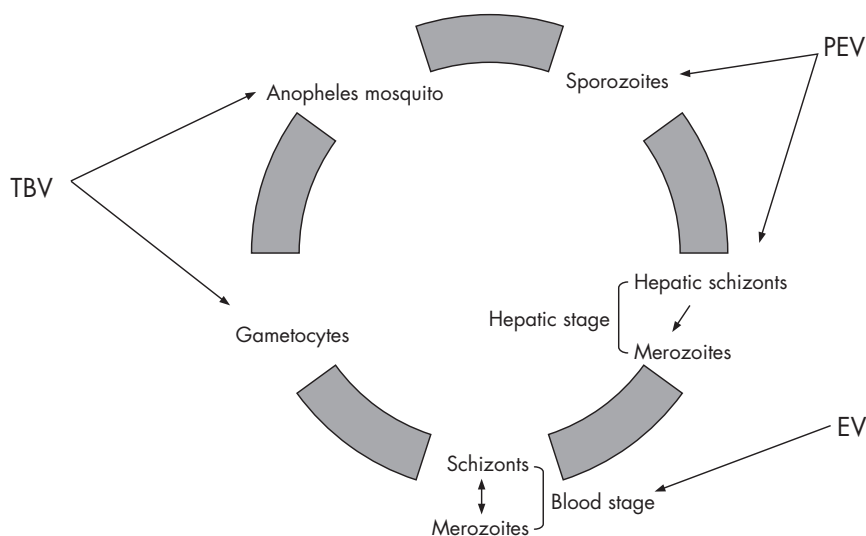 PEV
Sporozoites
Anopheles mosquito
TBV
Hepatic schizonts
Hepatic stage
Gametocytes
Merozoites
EV
Schizonts
Blood stage
Merozoites